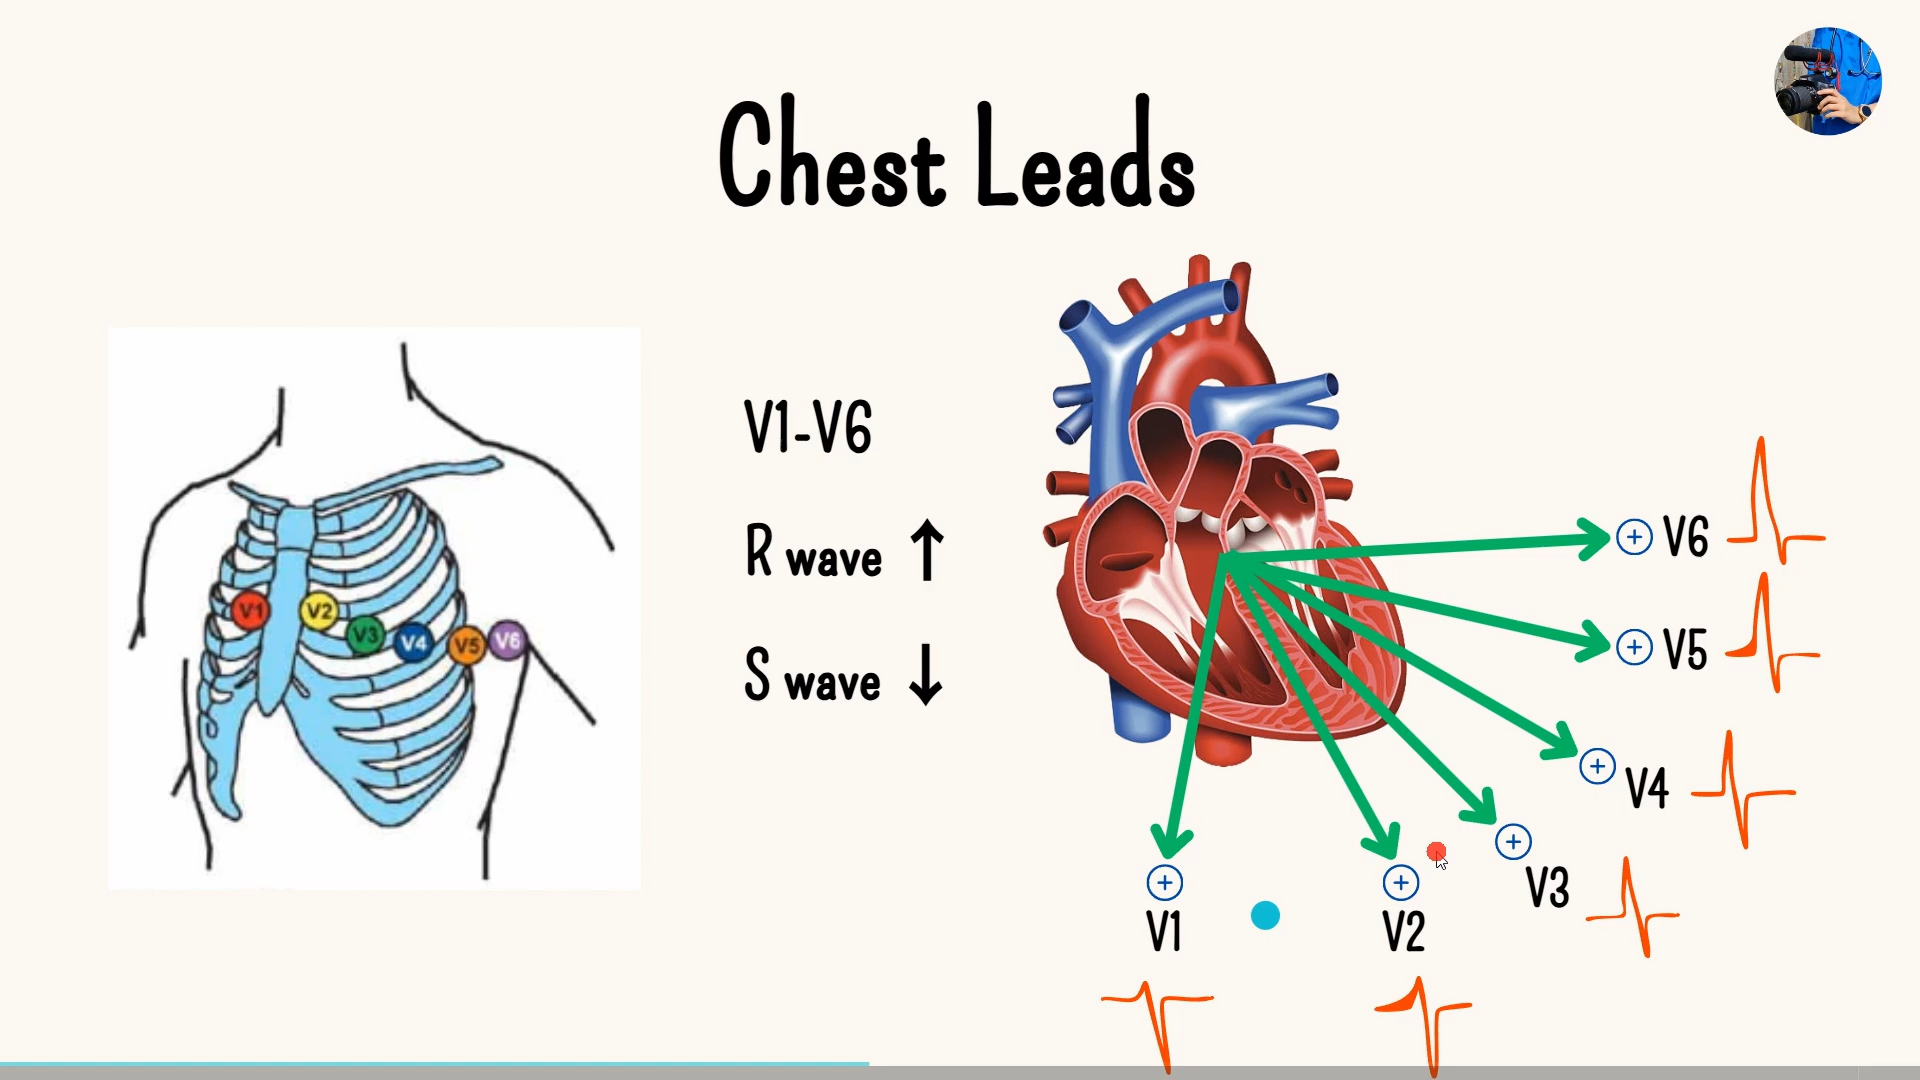 Chest Leads
V1-V6
R wave ↑
S wave ↓
V1
V2
V3
V4
V5
V6
+ V6
+ V5
+
V4
+
V3
+
V1
+
V2